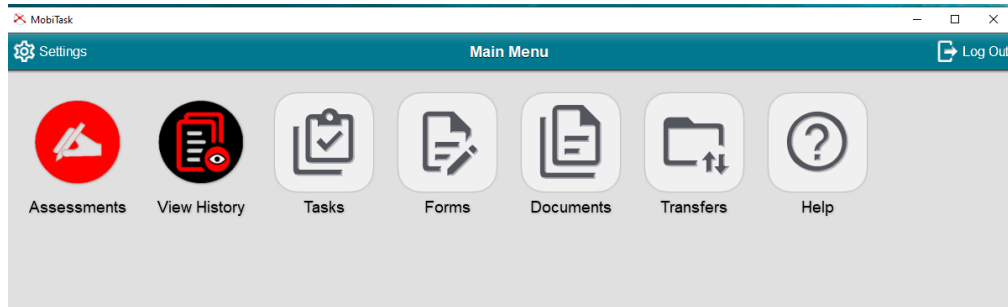 MobiTask
Settings
Main Menu
Log Out
Assessments
View History
Tasks
Forms
Documents
Transfers
Help